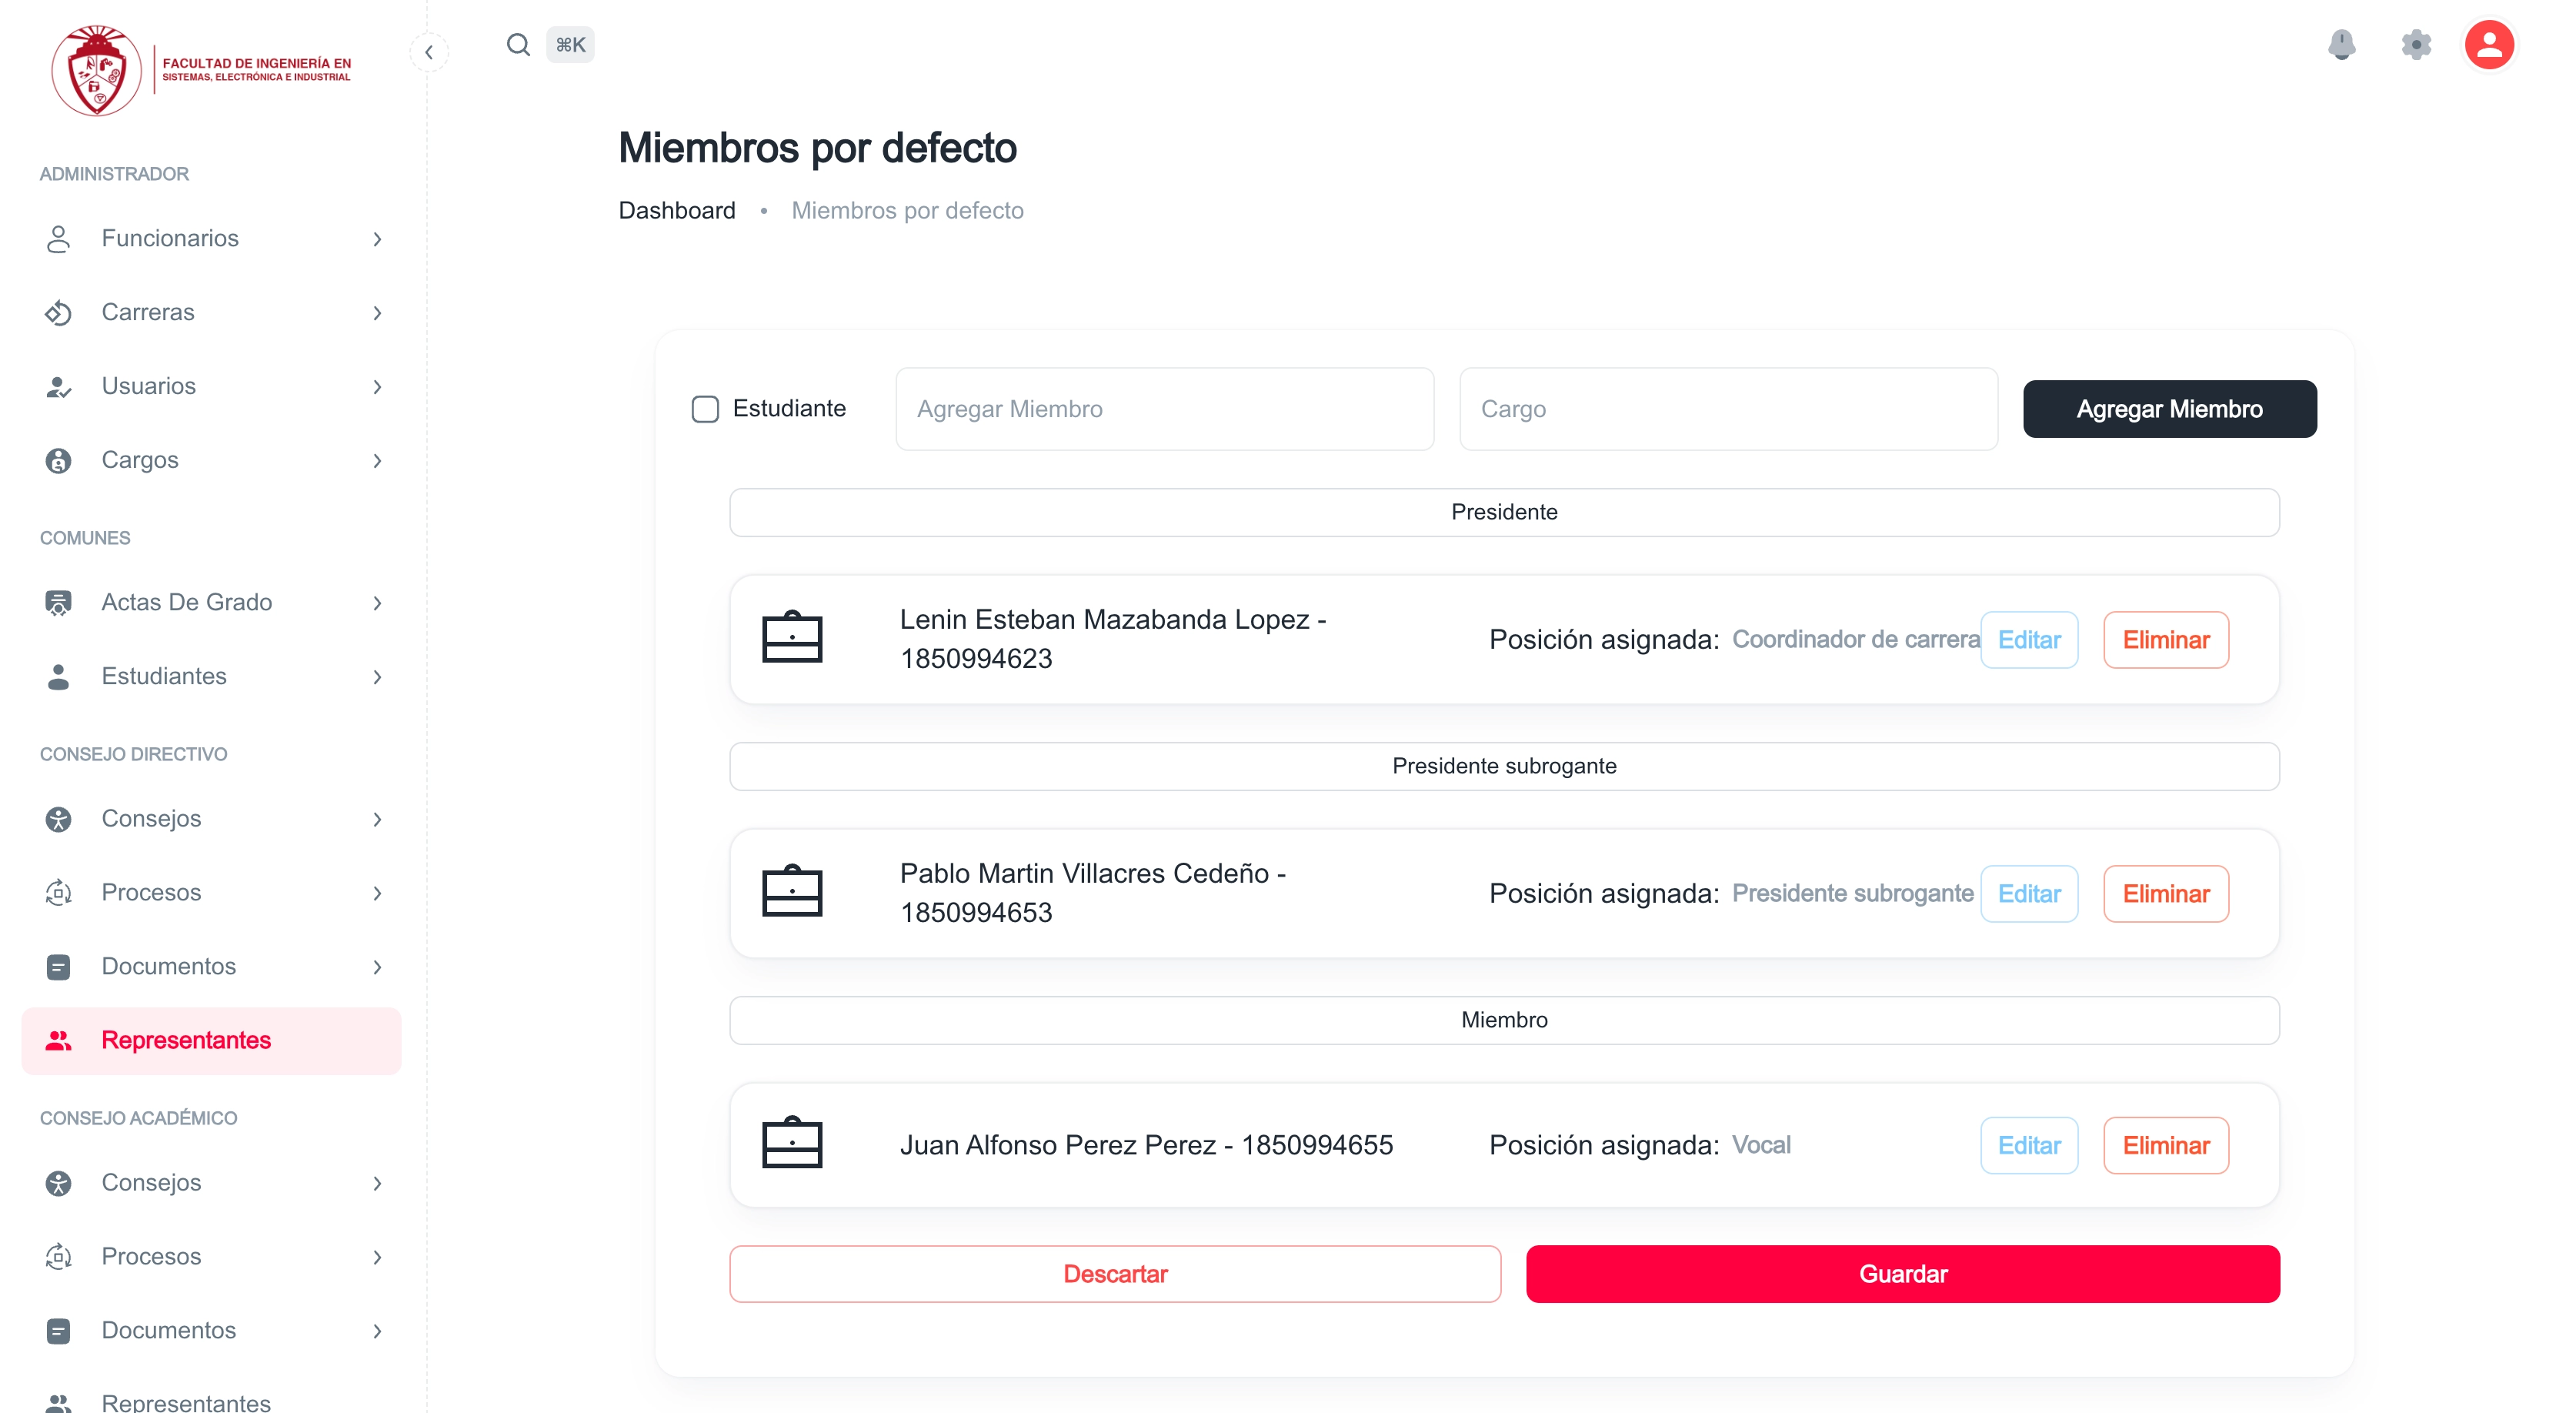 FACULTAD DE INGENIERÍA EN
SISTEMAS, ELECTRÓNICA E INDUSTRIAL
ADMINISTRADOR
Funcionarios
Carreras
Usuarios
Cargos
COMUNES
Actas De Grado
Estudiantes
CONSEJO DIRECTIVO
Consejos
Procesos
Documentos
Representantes
CONSEJO ACADÉMICO
Consejos
Procesos
Documentos
Representantes
⌘K
Miembros por defecto
Dashboard • Miembros por defecto
Estudiante Agregar Miembro Cargo Agregar Miembro
Presidente
Lenin Esteban Mazabanda Lopez -
1850994623
Posición asignada: Coordinador de carrera Editar Eliminar
Presidente subrogante
Pablo Martin Villacres Cedeño -
1850994653
Posición asignada: Presidente subrogante Editar Eliminar
Miembro
Juan Alfonso Perez Perez - 1850994655 Posición asignada: Vocal Editar Eliminar
Descartar Guardar